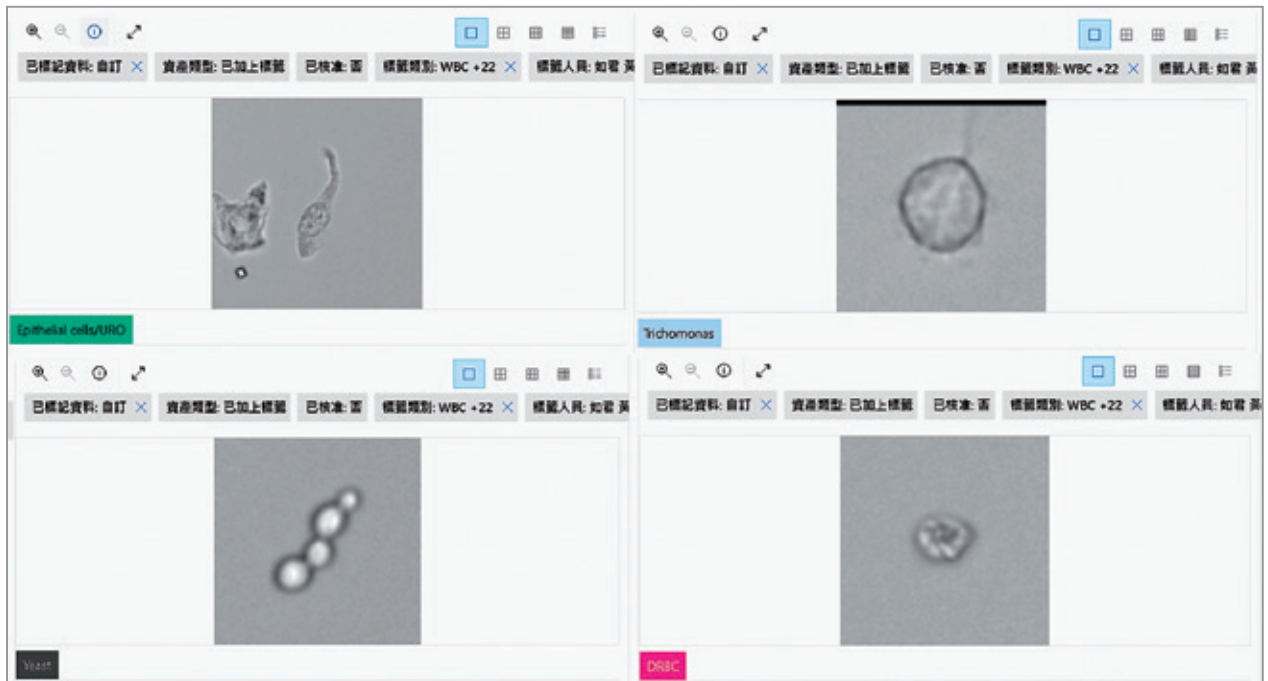 已標記資料: 自訂 × 資產類型: 已加上標籤 已核准: 否 標籤類別: WBC +22 × 標籤人員: 如君 黃
Epithelial cells/URO
已標記資料: 自訂 × 資產類型: 已加上標籤 已核准: 否 標籤類別: WBC +22 × 標籤人員: 如君 黃
Trichomonas
已標記資料: 自訂 × 資產類型: 已加上標籤 已核准: 否 標籤類別: WBC +22 × 標籤人員: 如君 黃
Yeast
已標記資料: 自訂 × 資產類型: 已加上標籤 已核准: 否 標籤類別: WBC +22 × 標籤人員: 如君 黃
DRBC